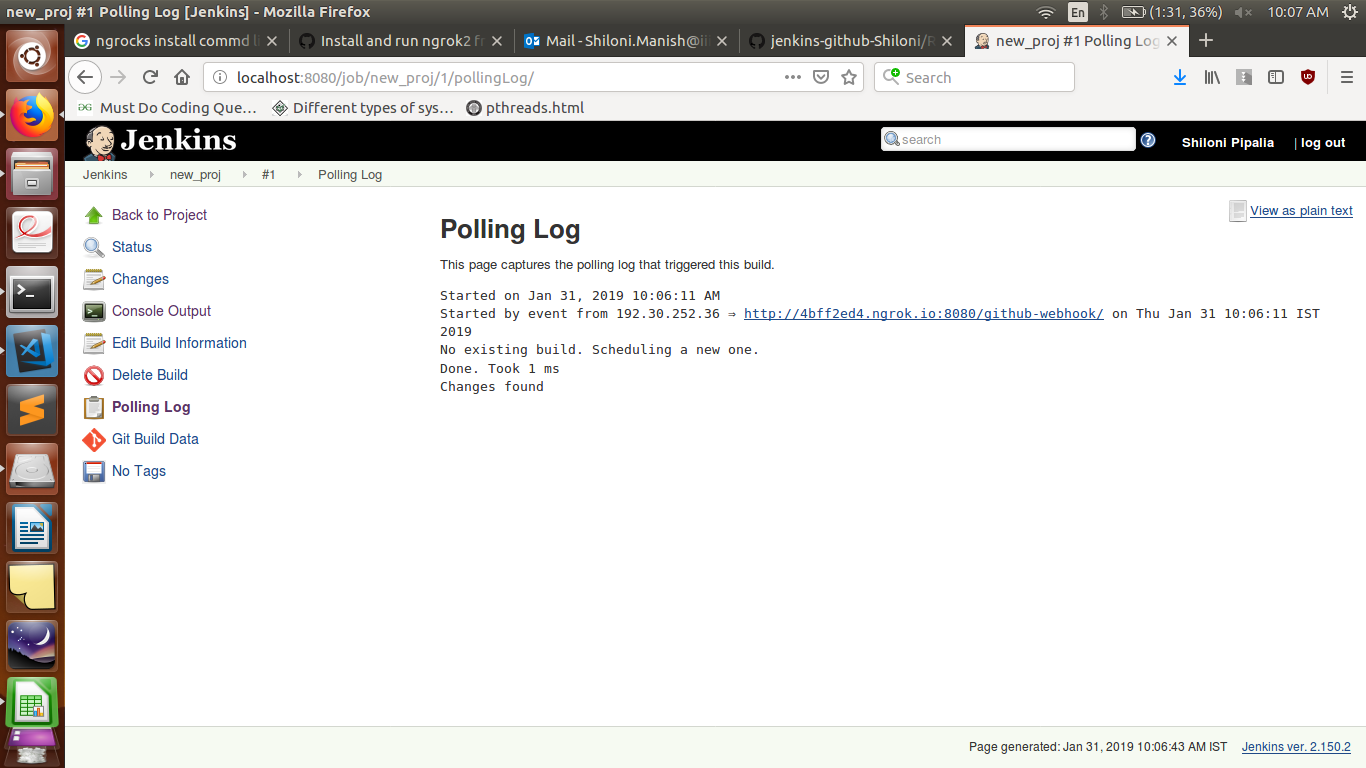 new_proj #1 Polling Log [Jenkins] - Mozilla Firefox
En
(1:31, 36%)
10:07 AM
ngrocks install commd li
Install and run ngrok2 fr
Mail - Shiloni.Manish@iii
jenkins-github-Shiloni/R
new_proj #1 Polling Log
localhost:8080/job/new_proj/1/pollingLog/
Search
Must Do Coding Que...
Different types of sys...
pthreads.html
Jenkins
search
Shiloni Pipalia
| log out
Jenkins
new_proj
#1
Polling Log
Back to Project
Status
Changes
Console Output
Edit Build Information
Delete Build
Polling Log
Git Build Data
No Tags
View as plain text
Polling Log
This page captures the polling log that triggered this build.
Started on Jan 31, 2019 10:06:11 AM
Started by event from 192.30.252.36 ⇒ http://4bff2ed4.ngrok.io:8080/github-webhook/ on Thu Jan 31 10:06:11 IST
2019
No existing build. Scheduling a new one.
Done. Took 1 ms
Changes found
Page generated: Jan 31, 2019 10:06:43 AM IST
Jenkins ver. 2.150.2